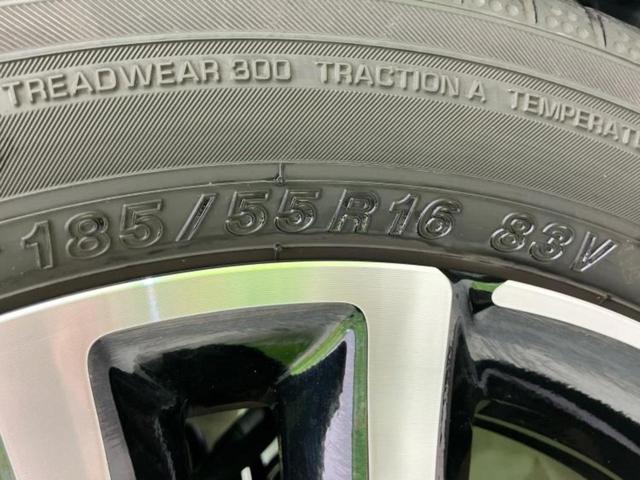 TREADWEAR 300 TRACTION A TEMPERAT
185/55R16 83V